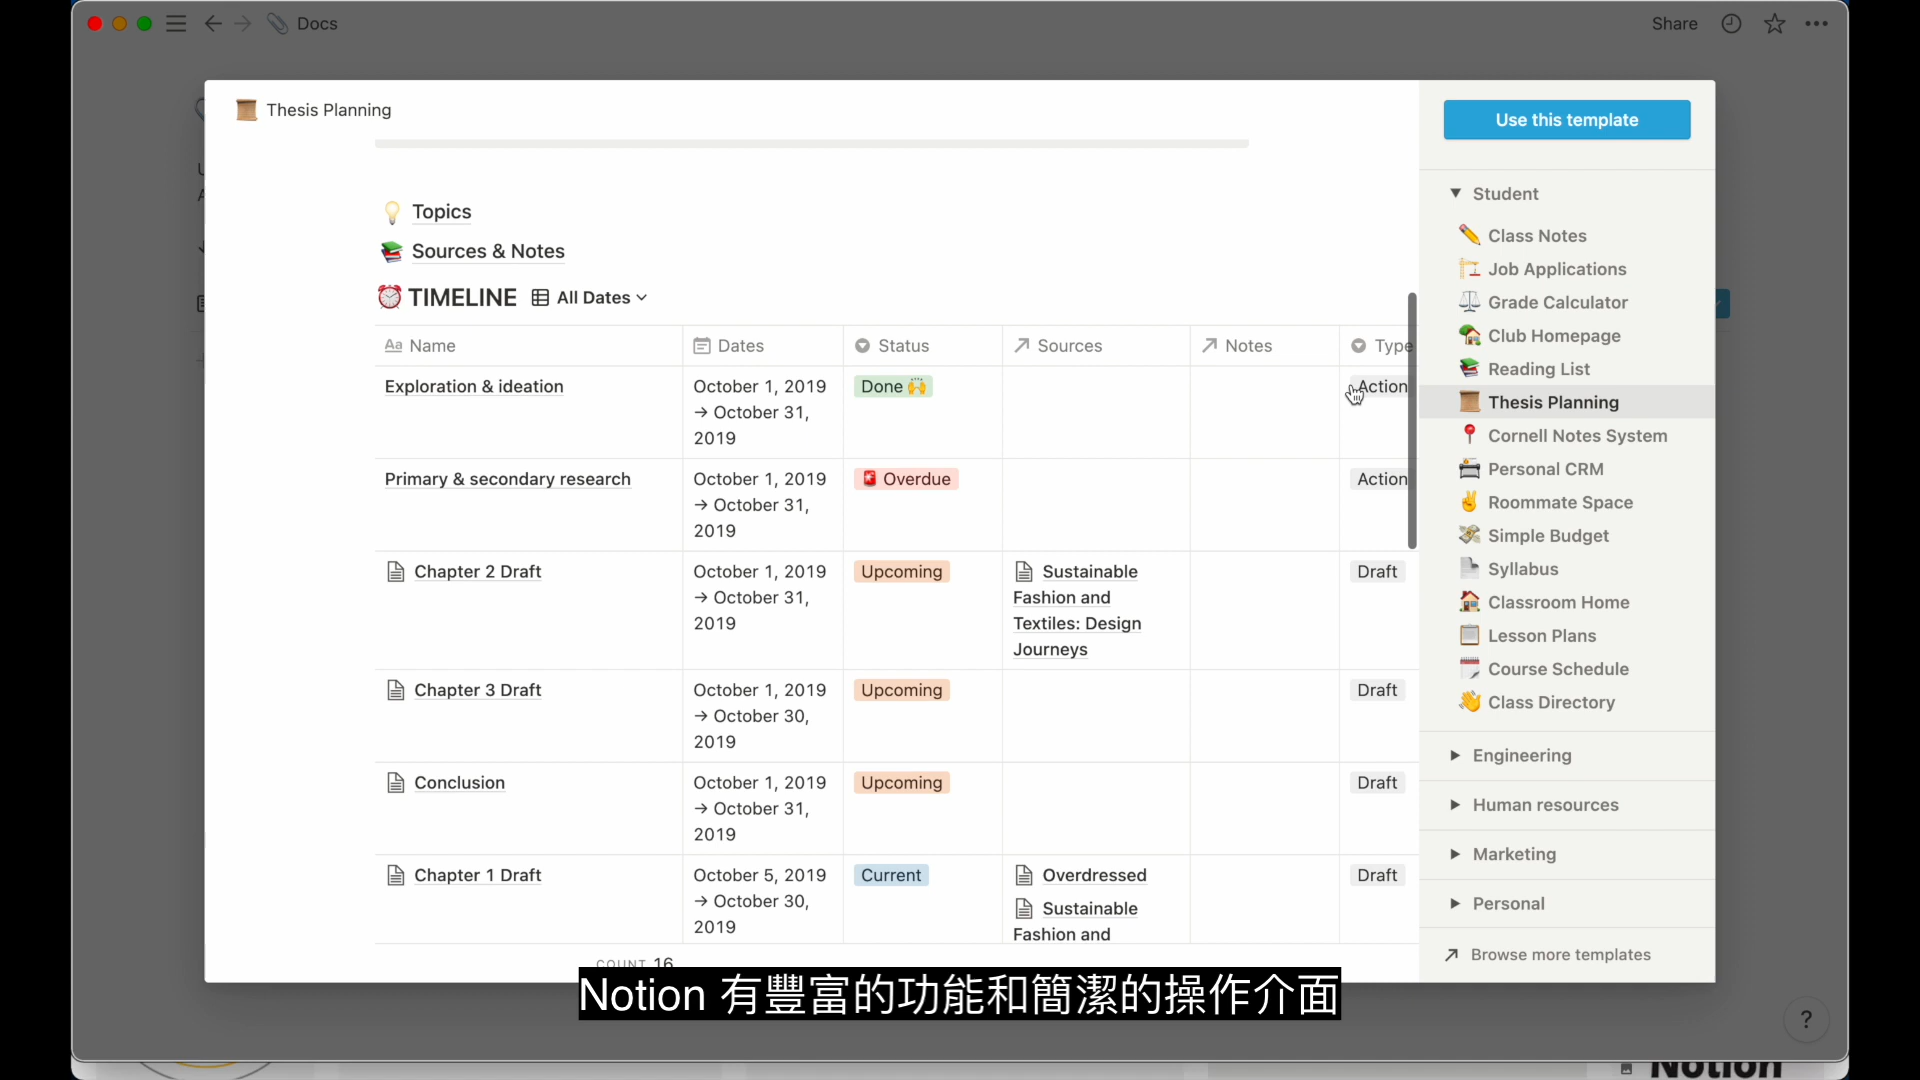 Docs
Share
Thesis Planning
Use this template
Topics
Sources & Notes
TIMELINE All Dates
Aa Name Dates Status Sources Notes Type
Exploration & ideation
October 1, 2019
→ October 31,
2019
Done
Action
Primary & secondary research
October 1, 2019
→ October 31,
2019
Overdue
Action
Chapter 2 Draft
October 1, 2019
→ October 31,
2019
Upcoming
Sustainable
Fashion and
Textiles: Design
Journeys
Draft
Chapter 3 Draft
October 1, 2019
→ October 30,
2019
Upcoming
Draft
Conclusion
October 1, 2019
→ October 31,
2019
Upcoming
Draft
Chapter 1 Draft
October 5, 2019
→ October 30,
2019
Current
Overdressed
Sustainable
Fashion and
Draft
COUNT 16
Student
Class Notes
Job Applications
Grade Calculator
Club Homepage
Reading List
Thesis Planning
Cornell Notes System
Personal CRM
Roommate Space
Simple Budget
Syllabus
Classroom Home
Lesson Plans
Course Schedule
Class Directory
Engineering
Human resources
Marketing
Personal
Browse more templates
Notion 有豐富的功能和簡潔的操作介面
?
Notion